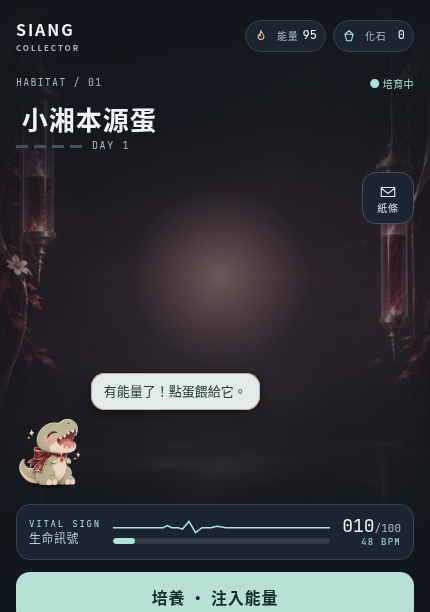 SIANG
COLLECTOR
能量 95
化石 0
HABITAT / 01
培育中
小湘本源蛋
DAY 1
紙條
有能量了！點蛋餵給它。
VITAL SIGN
生命訊號
010/100
48 BPM
培養 · 注入能量